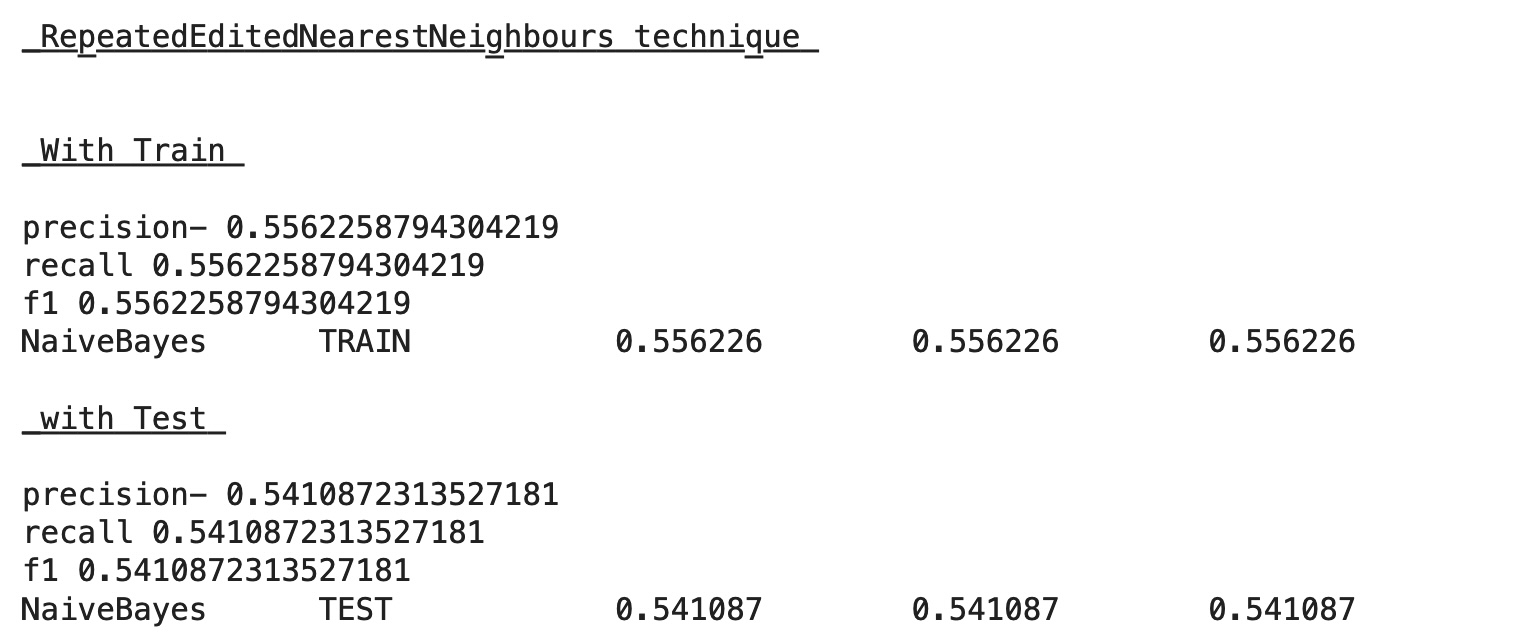 _RepeatedEditedNearestNeighbours technique_
_With Train_
precision- 0.5562258794304219
recall 0.5562258794304219
f1 0.5562258794304219
NaiveBayes TRAIN 0.556226 0.556226 0.556226
_with Test_
precision- 0.5410872313527181
recall 0.5410872313527181
f1 0.5410872313527181
NaiveBayes TEST 0.541087 0.541087 0.541087